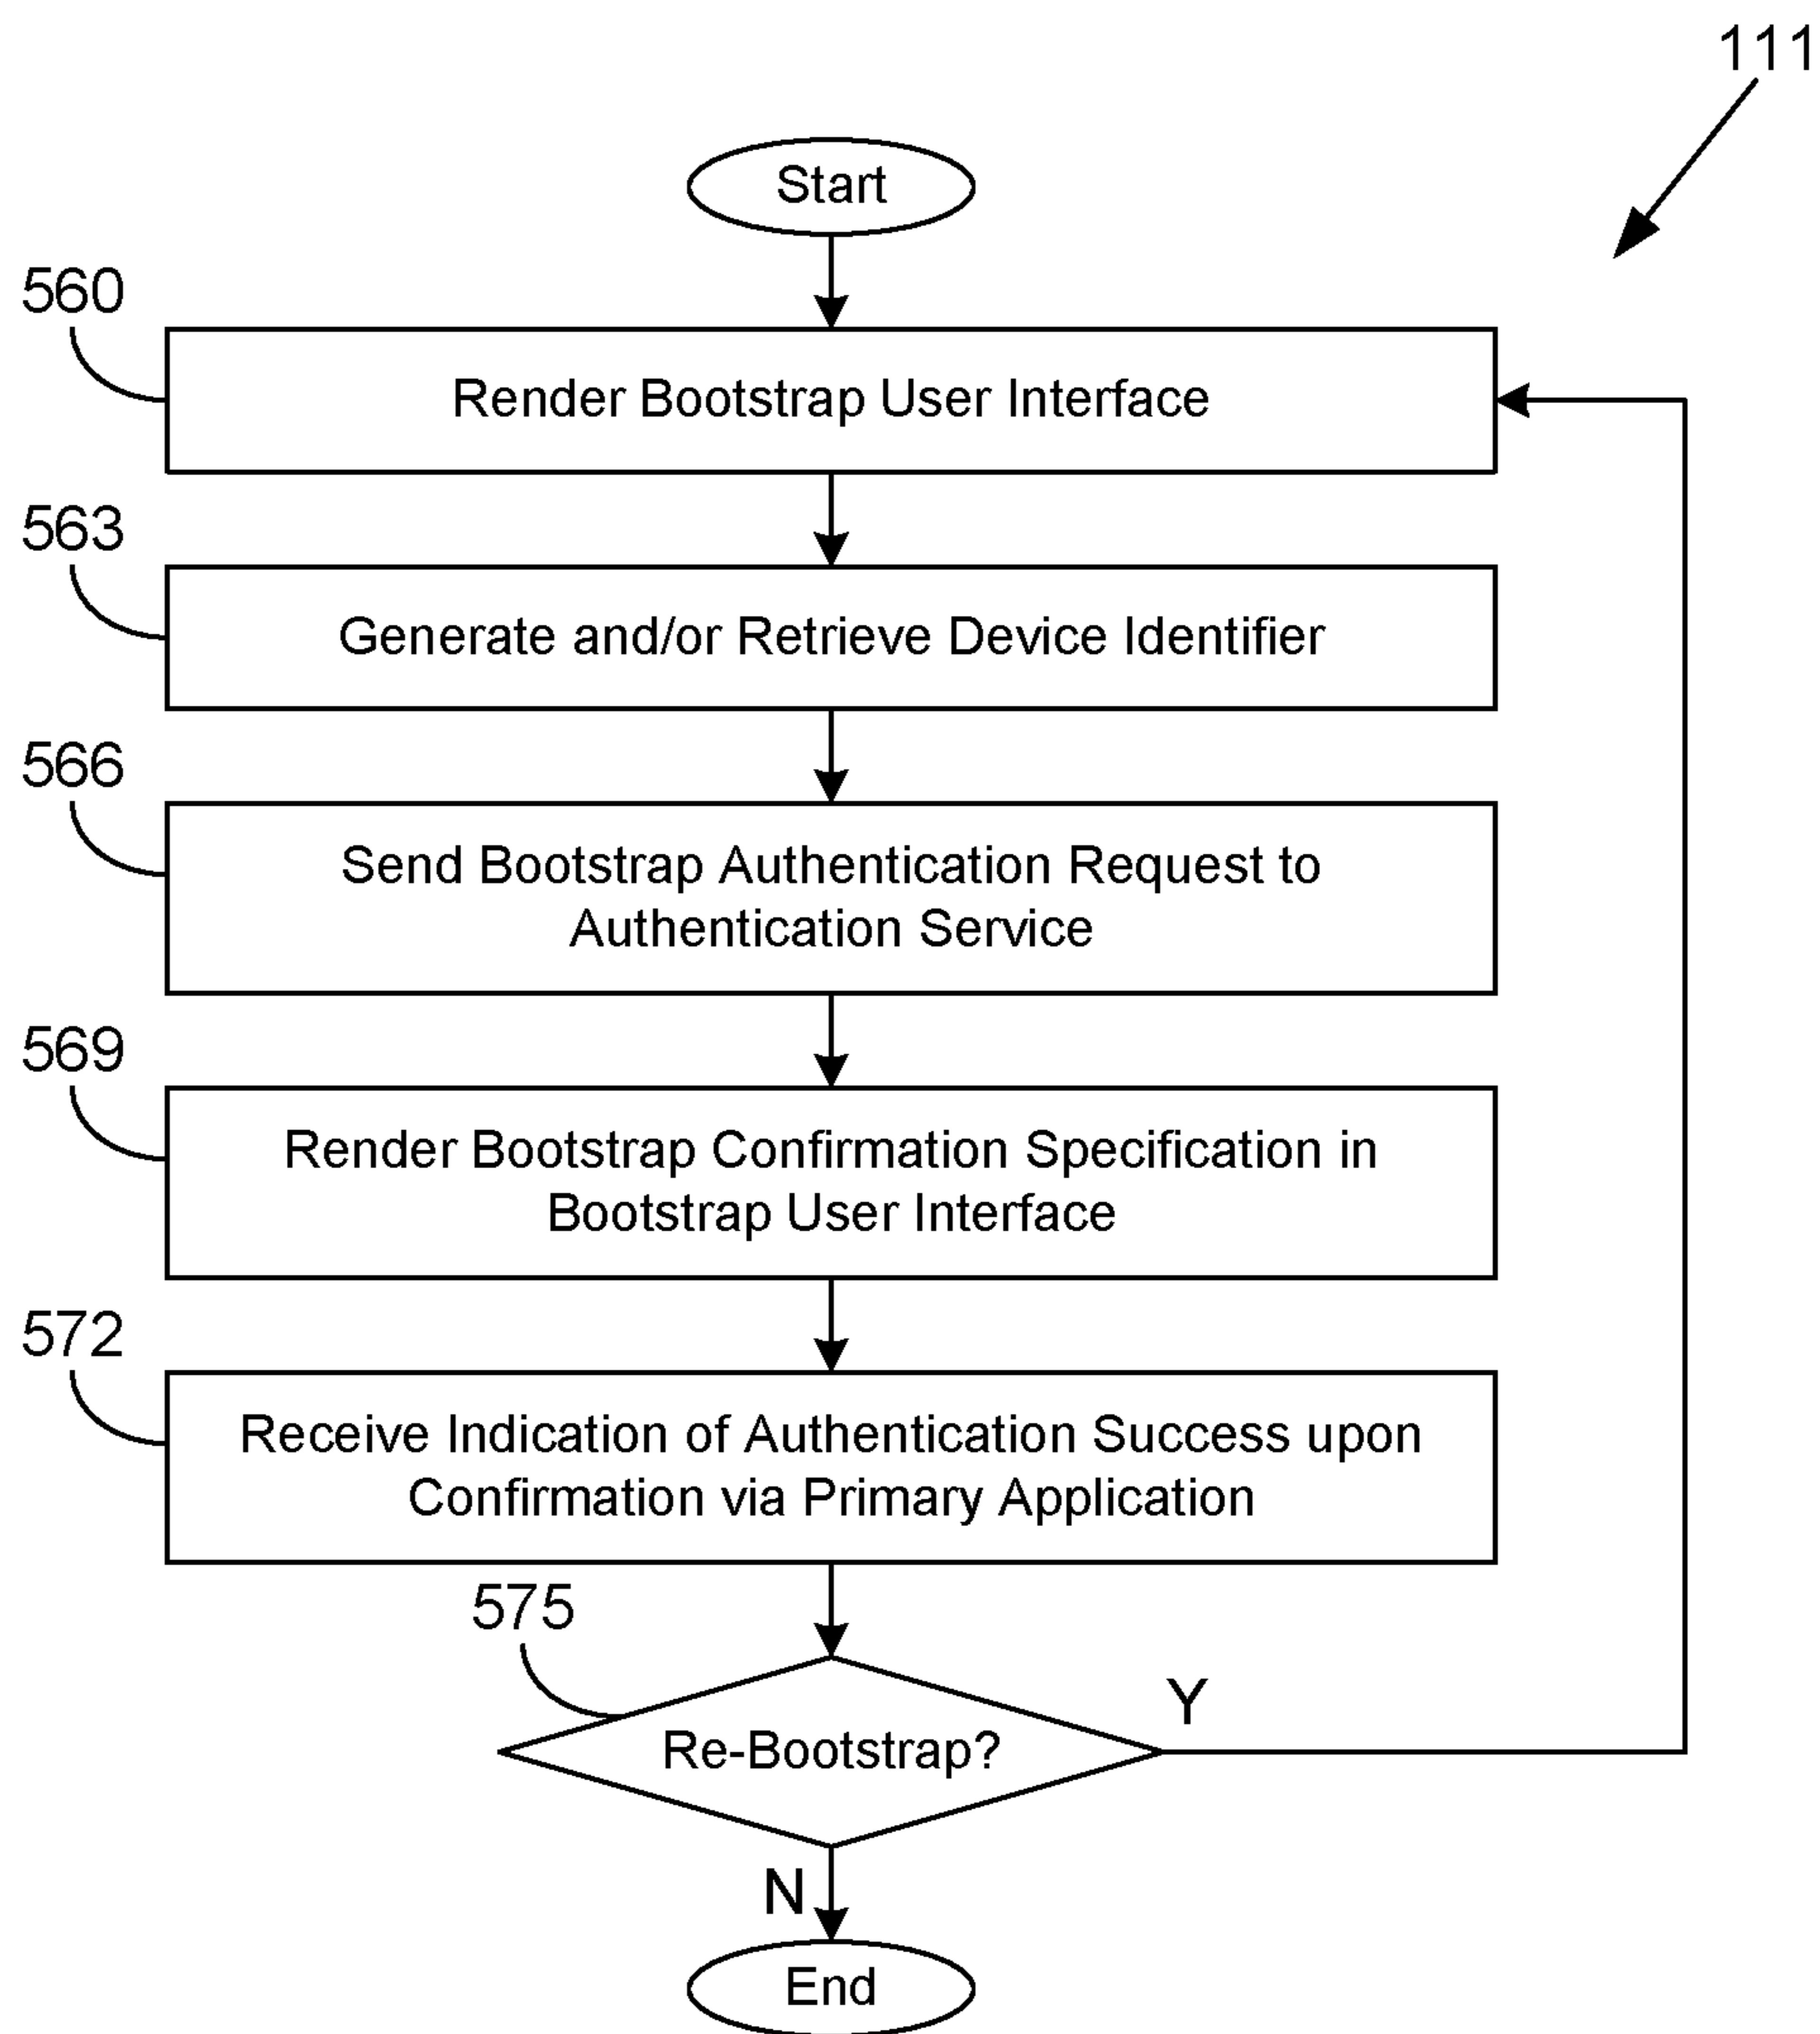 111
Start
560
Render Bootstrap User Interface
563
Generate and/or Retrieve Device Identifier
566
Send Bootstrap Authentication Request to
Authentication Service
569
Render Bootstrap Confirmation Specification in
Bootstrap User Interface
572
Receive Indication of Authentication Success upon
Confirmation via Primary Application
575
Y
Re-Bootstrap?
N
End